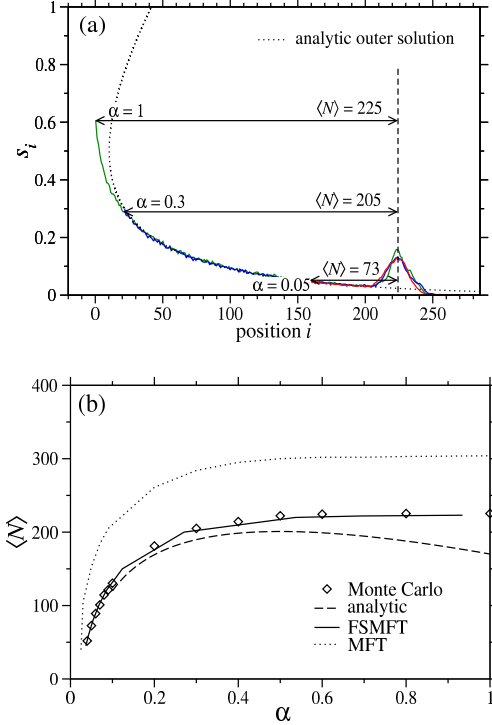 (a)
analytic outer solution
α = 1
⟨N⟩ = 225
α = 0.3
⟨N⟩ = 205
⟨N⟩ = 73
α = 0.05
1
0.8
0.6
0.4
0.2
0
s_i
0 50 100 150 200 250
position i
(b)
400
300
200
100
0
⟨N⟩
Monte Carlo
analytic
FSMFT
MFT
0 0.2 0.4 0.6 0.8 1
α